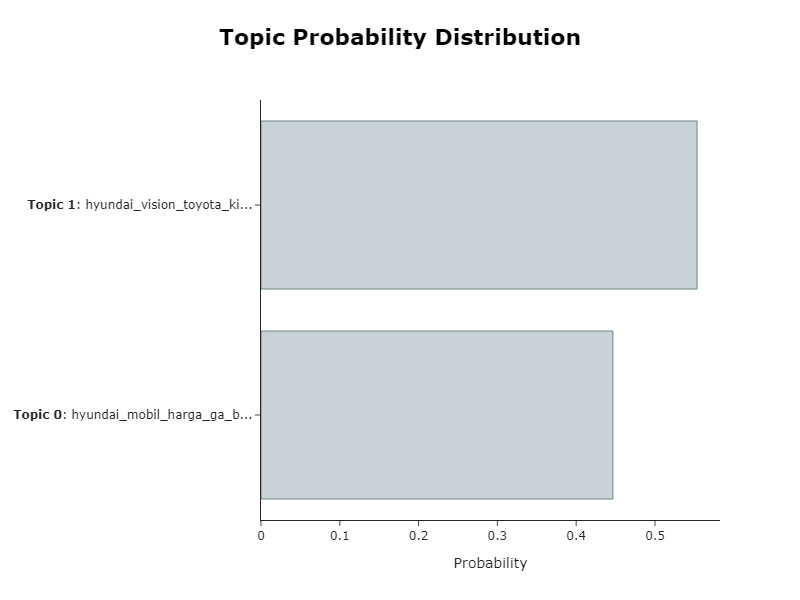 Topic Probability Distribution
Topic 1: hyundai_vision_toyota_ki...
Topic 0: hyundai_mobil_harga_ga_b...
0 0.1 0.2 0.3 0.4 0.5
Probability